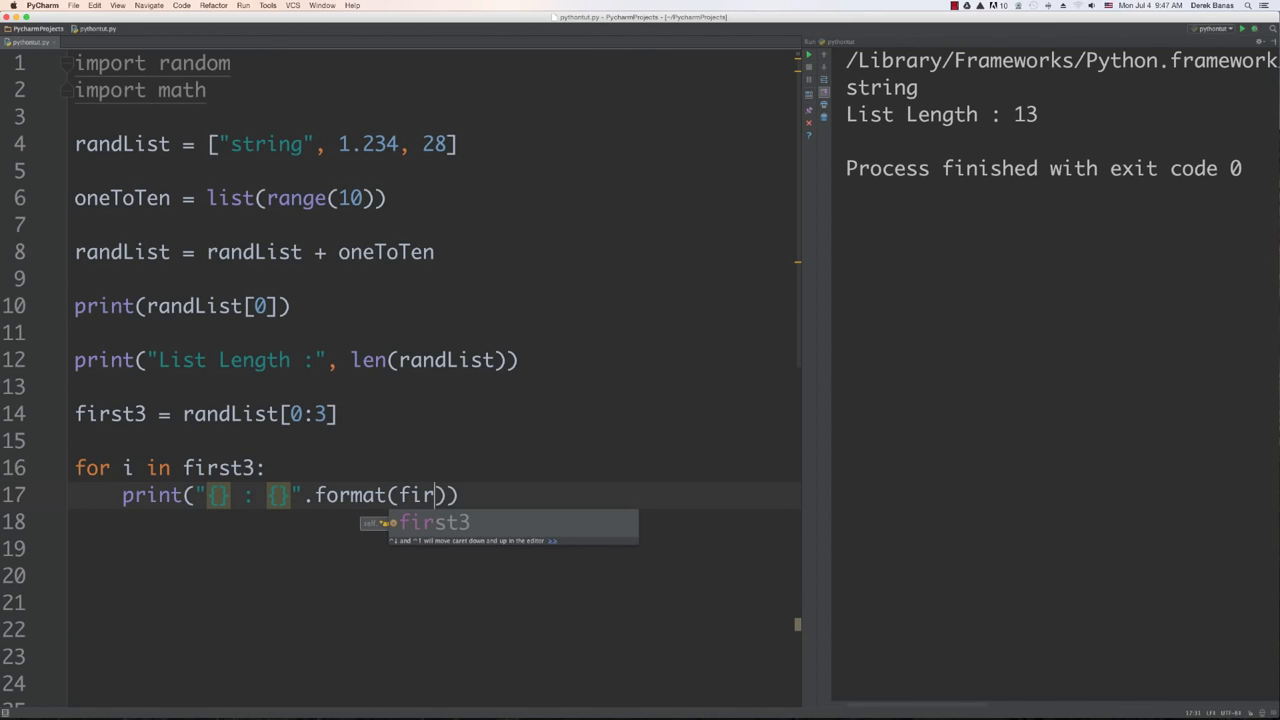 PyCharm File Edit View Navigate Code Refactor Run Tools VCS Window Help 10 Mon Jul 4 9:47 AM Derek Banas
pythontut.py - PycharmProjects - [~/PycharmProjects]
PycharmProjects pythontut.py pythontut
pythontut.py Run pythontut
1 import random
2 import math
3
4 randList = ["string", 1.234, 28]
5
6 oneToTen = list(range(10))
7
8 randList = randList + oneToTen
9
10 print(randList[0])
11
12 print("List Length :", len(randList))
13
14 first3 = randList[0:3]
15
16 for i in first3:
17 print("{} : {}".format(fir))
18
19
20
21
22
23
24
self, *a
first3
^↓ and ^↑ will move caret down and up in the editor >>
/Library/Frameworks/Python.framework
string
List Length : 13
Process finished with exit code 0
17:31 LF≠ UTF-8≠